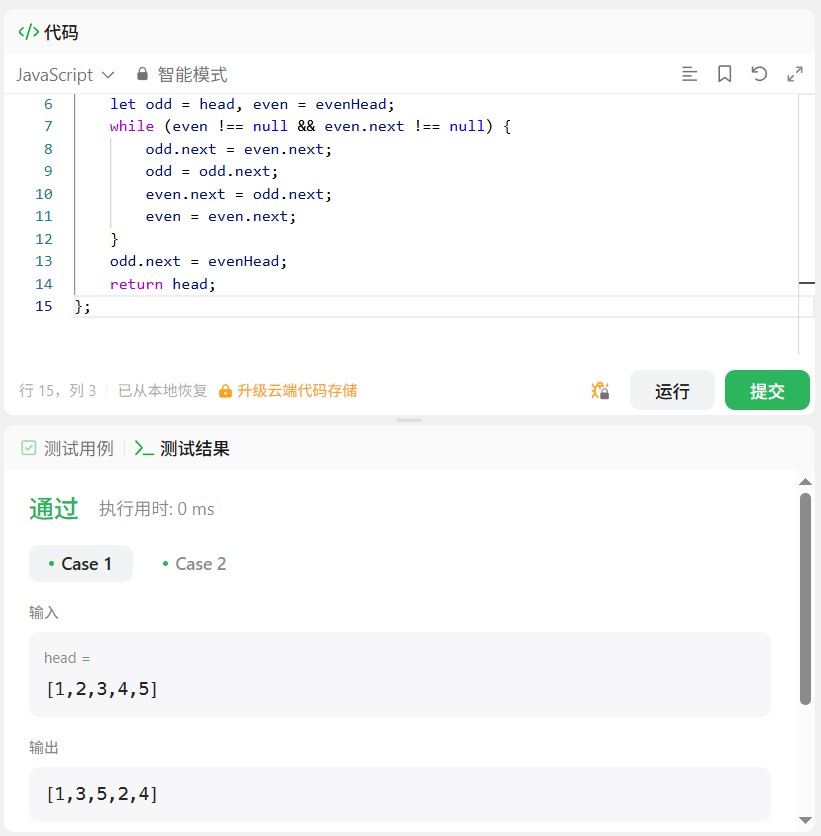 </> 代码
JavaScript 智能模式
6 let odd = head, even = evenHead;
7 while (even !== null && even.next !== null) {
8 odd.next = even.next;
9 odd = odd.next;
10 even.next = odd.next;
11 even = even.next;
12 }
13 odd.next = evenHead;
14 return head;
15 };
行 15，列 3 已从本地恢复 升级云端代码存储 运行 提交
测试用例 >_ 测试结果
通过 执行用时: 0 ms
• Case 1 • Case 2
输入
head =
[1,2,3,4,5]
输出
[1,3,5,2,4]